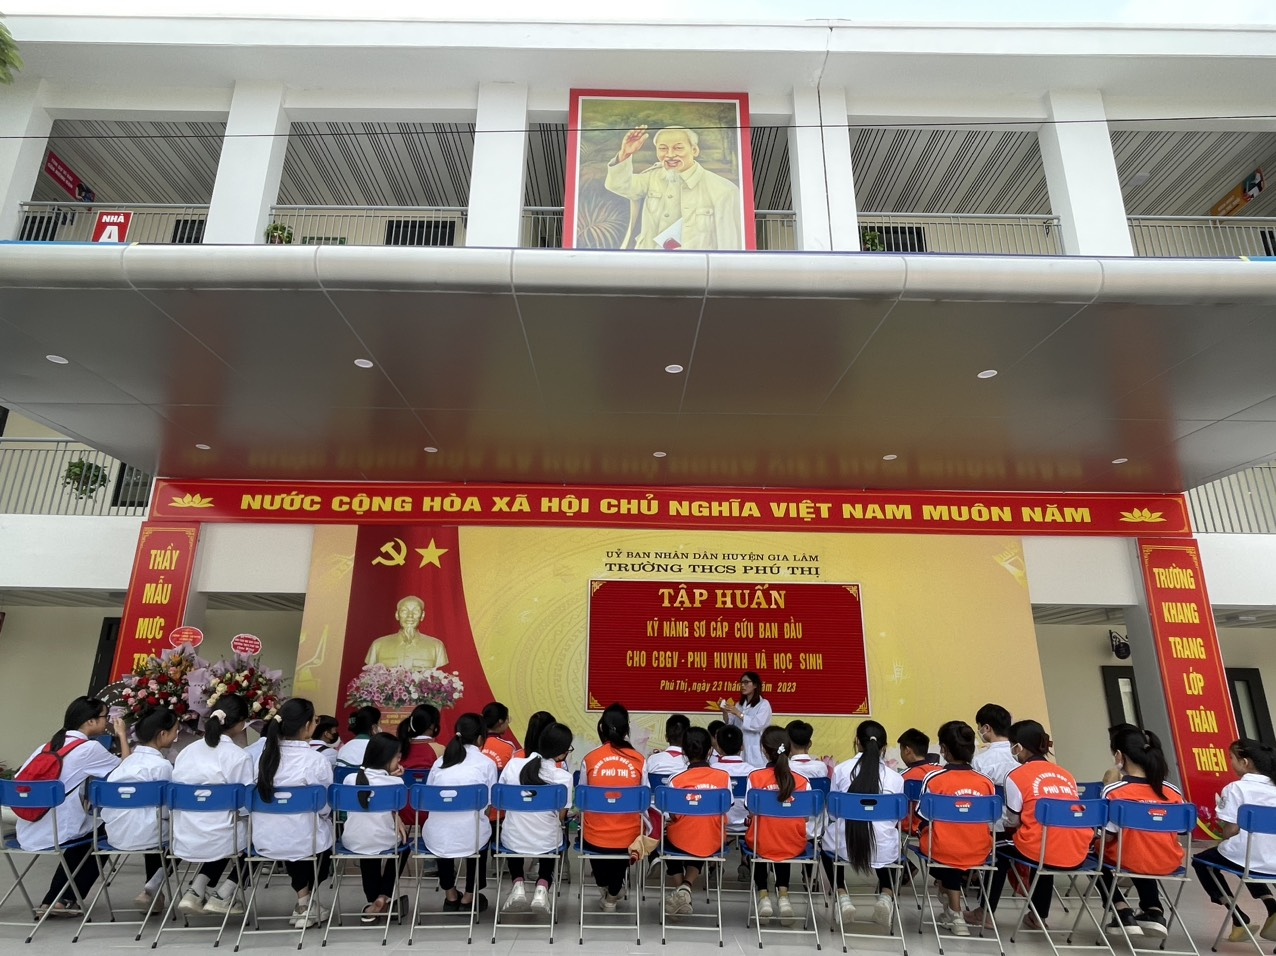 NHÀ
A
NƯỚC CỘNG HÒA XÃ HỘI CHỦ NGHĨA VIỆT NAM MUÔN NĂM
THẦY
MẪU
MỰC
ỦY BAN NHÂN DÂN HUYỆN GIA LÂM
TRƯỜNG THCS PHÚ THỊ
TẬP HUẤN
KỸ NĂNG SƠ CẤP CỨU BAN ĐẦU
CHO CBGV - PHỤ HUYNH VÀ HỌC SINH
Phú Thị, ngày 23 thán 2023
TRƯỜNG
KHANG
TRANG
LỚP
THÂN
THIỆN
PHÚ THỊ
PHÚ THỊ